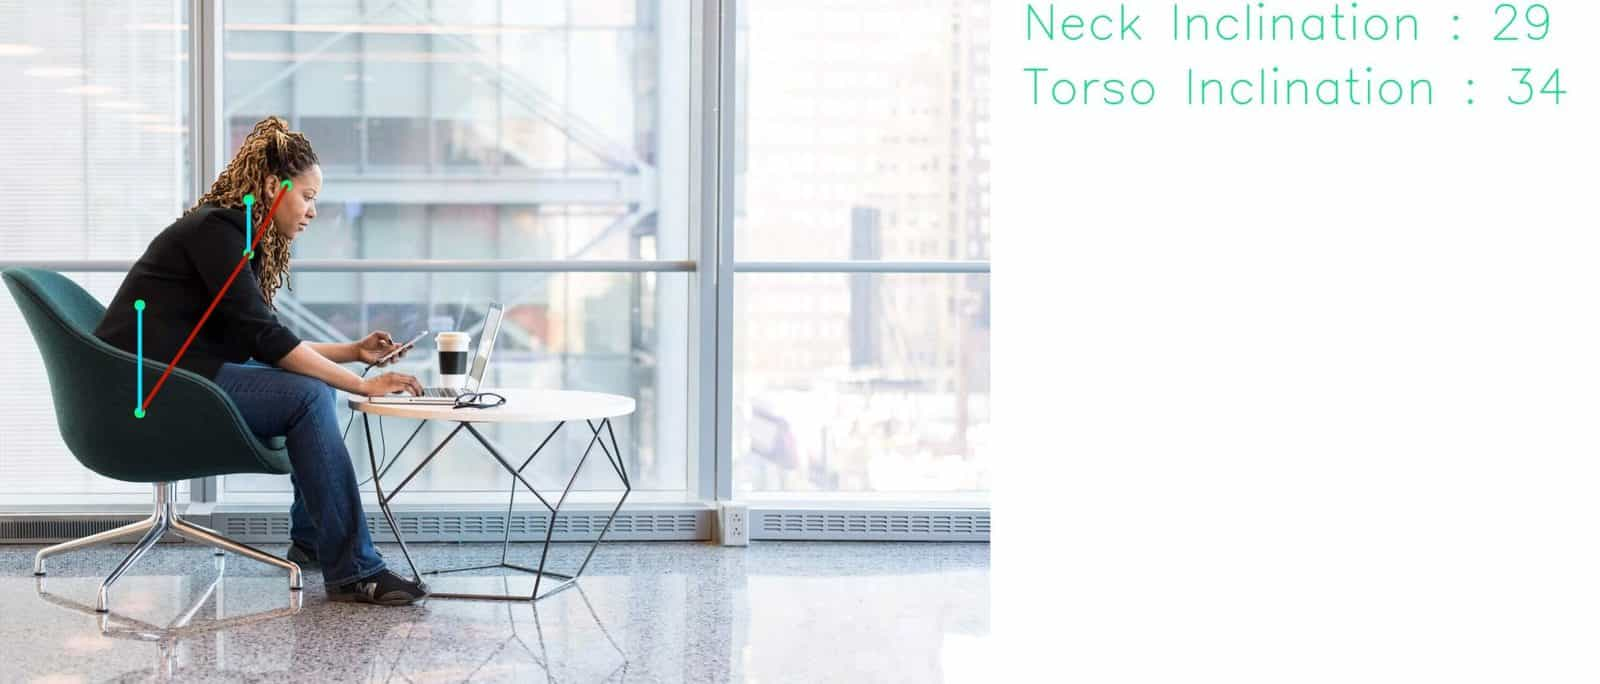 Neck Inclination : 29
Torso Inclination : 34